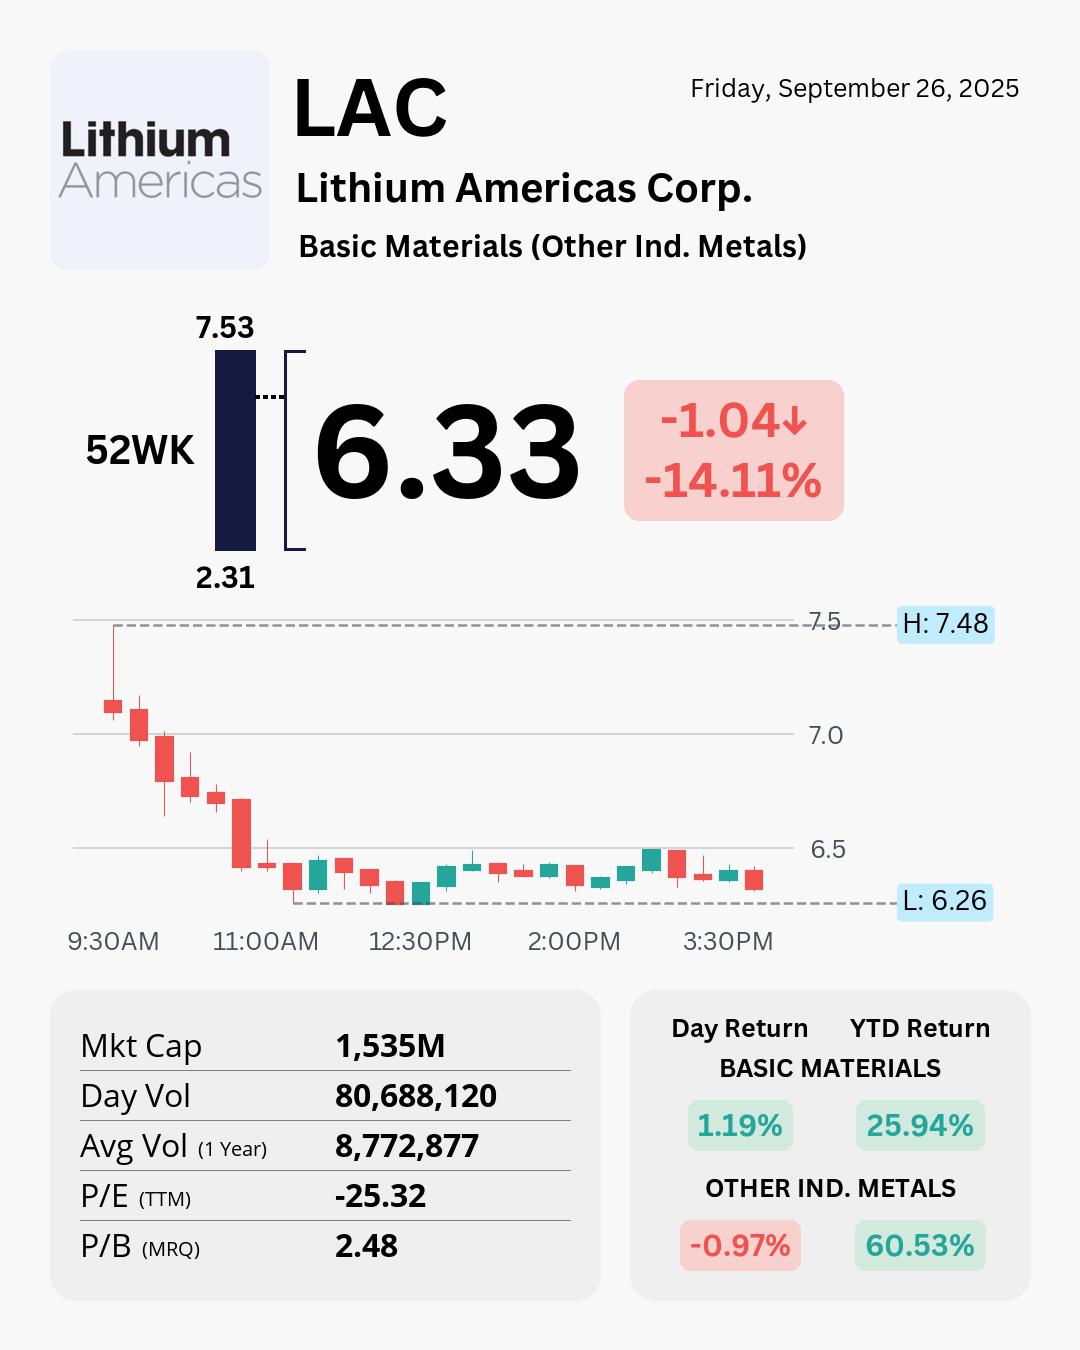 Lithium
Americas
LAC
Friday, September 26, 2025
Lithium Americas Corp.
Basic Materials (Other Ind. Metals)
7.53
52WK
6.33
-1.04↓
-14.11%
2.31
7.5
H: 7.48
7.0
6.5
L: 6.26
9:30AM 11:00AM 12:30PM 2:00PM 3:30PM
Mkt Cap 1,535M
Day Vol 80,688,120
Avg Vol (1 Year) 8,772,877
P/E (TTM) -25.32
P/B (MRQ) 2.48
Day Return YTD Return
BASIC MATERIALS
1.19% 25.94%
OTHER IND. METALS
-0.97% 60.53%